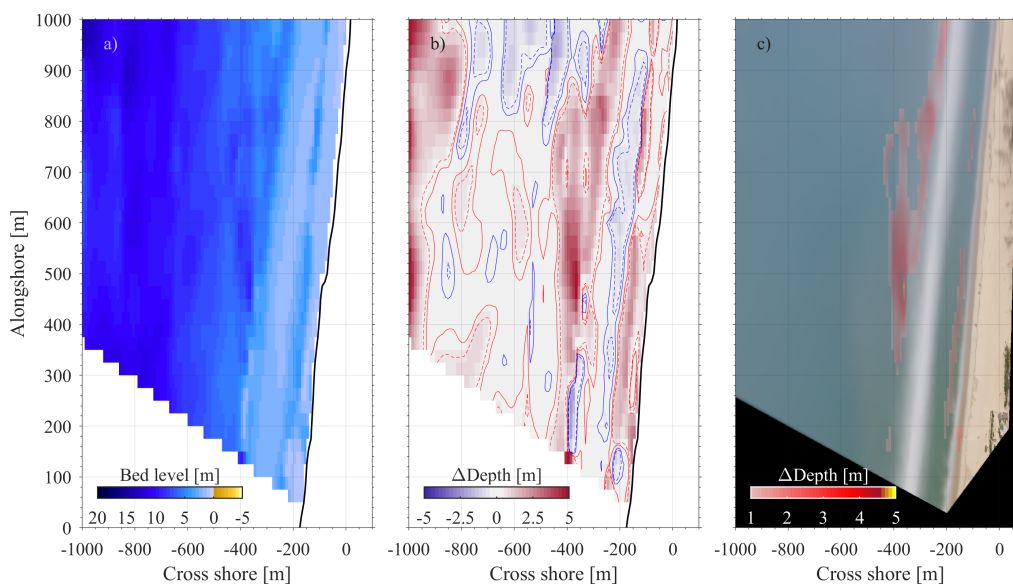 a)
b)
c)
1000
900
800
700
600
500
400
300
200
100
0
Alongshore [m]
Bed level [m]
20 15 10 5 0 -5
ΔDepth [m]
-5 -2.5 0 2.5 5
ΔDepth [m]
1 2 3 4 5
-1000 -800 -600 -400 -200 0
-1000 -800 -600 -400 -200 0
-1000 -800 -600 -400 -200 0
Cross shore [m]
Cross shore [m]
Cross shore [m]